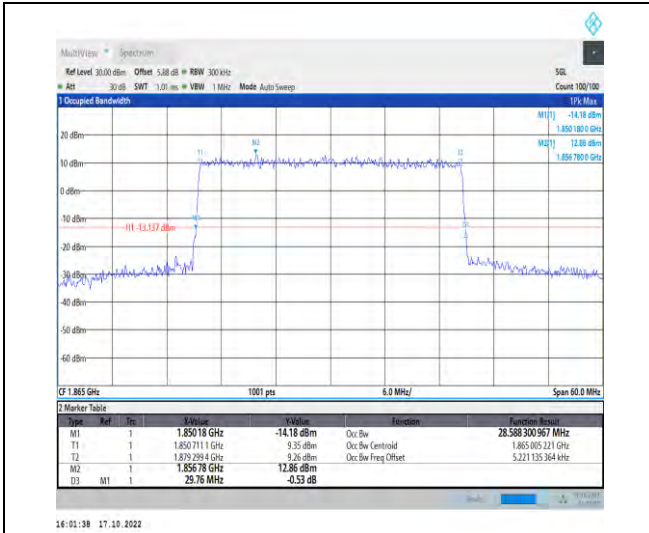 MultiView Spectrum
Ref Level 30.00 dBm Offset 5.88 dB RBW 300 kHz SGL
Att 30 dB SWT 1.01 ms VBW 1 MHz Mode Auto Sweep Count 100/100
1 Occupied Bandwidth 1Pk Max
M1[1] -14.18 dBm
1.850 180 0 GHz
M2[1] 12.86 dBm
1.856 780 0 GHz
20 dBm
M2
T1 T2
10 dBm
0 dBm
-10 dBm
H1 -13.137 dBm
-20 dBm
-30 dBm
-40 dBm
-50 dBm
-60 dBm
CF 1.865 GHz 1001 pts 6.0 MHz/ Span 60.0 MHz
2 Marker Table
Type Ref Trc X-Value Y-Value Function Function Result
M1 1 1.85018 GHz -14.18 dBm Occ Bw 28.588 300 967 MHz
T1 1 1.850 711 1 GHz 9.35 dBm Occ Bw Centroid 1.865 005 221 GHz
T2 1 1.879 299 4 GHz 9.26 dBm Occ Bw Freq Offset 5.221 135 364 kHz
M2 1 1.85678 GHz 12.86 dBm
D3 M1 1 29.76 MHz -0.53 dB
16:01:38 17.10.2022